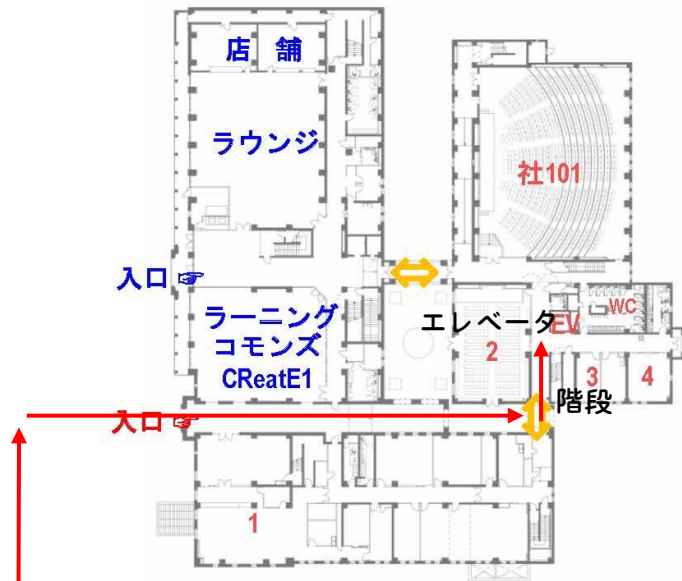 店 舗
ラウンジ
社101
入口 ☞
ラーニング
コモンズ
CReatE1
エレベータ
EV
WC
2
3
4
階段
入口 ☞
1